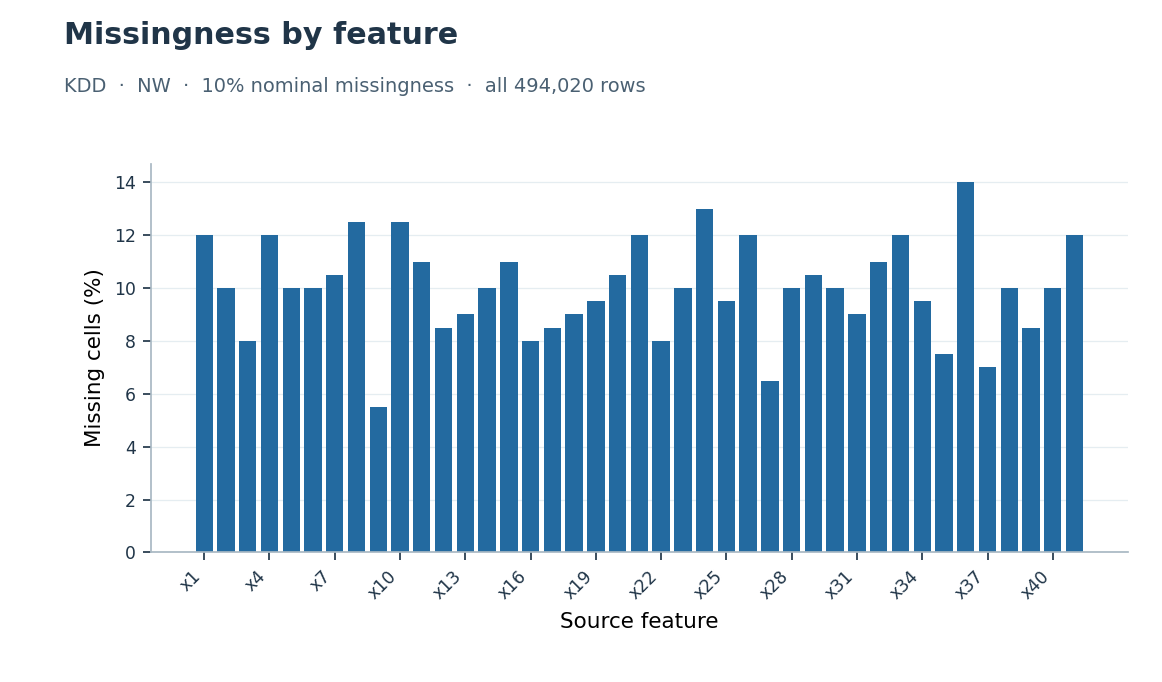 Missingness by feature
KDD · NW · 10% nominal missingness · all 494,020 rows
14
12
10
8
6
4
2
0
Missing cells (%)
x1 x4 x7 x10 x13 x16 x19 x22 x25 x28 x31 x34 x37 x40
Source feature